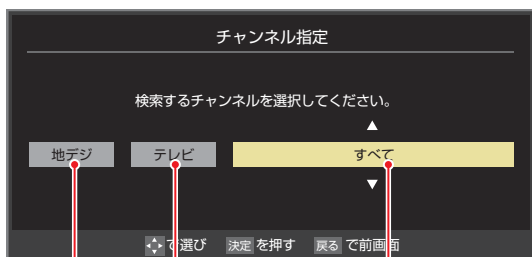 チャンネル指定
検索するチャンネルを選択してください。
▲
地デジ テレビ すべて
▼
で選び 決定 を押す 戻る で前画面